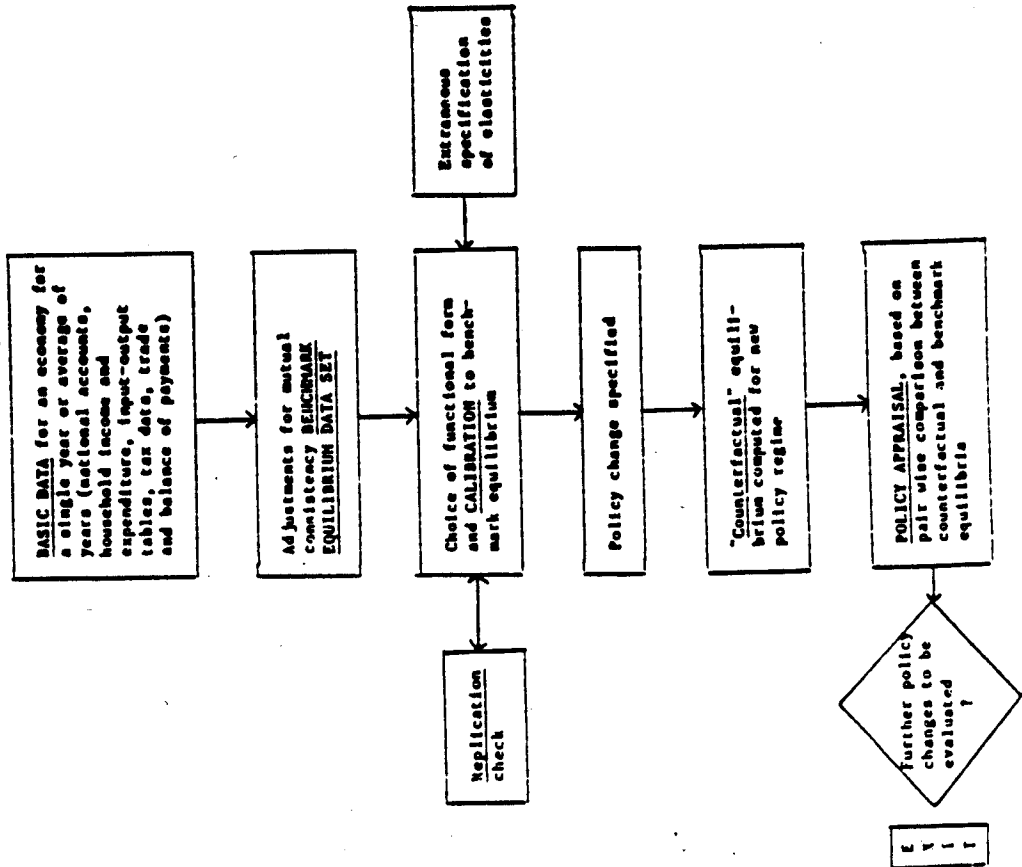 BASIC DATA for an economy for
a single year or average of
years (national accounts,
household income and
expenditure, input-output
tables, tax data, trade
and balance of payments)
Adjustments for mutual
consistency BENCHMARK
EQUILIBRIUM DATA SET
Replication
check
Choice of functional form
and CALIBRATION to bench-
mark equilibrium
Extraneous
specification
of elasticities
Policy change specified
"Counterfactual" equili-
brium computed for new
policy regime
POLICY APPRAISAL, based on
pair wise comparison between
counterfactual and benchmark
equilibria
Further policy
changes to be
evaluated
?
E
X
I
T